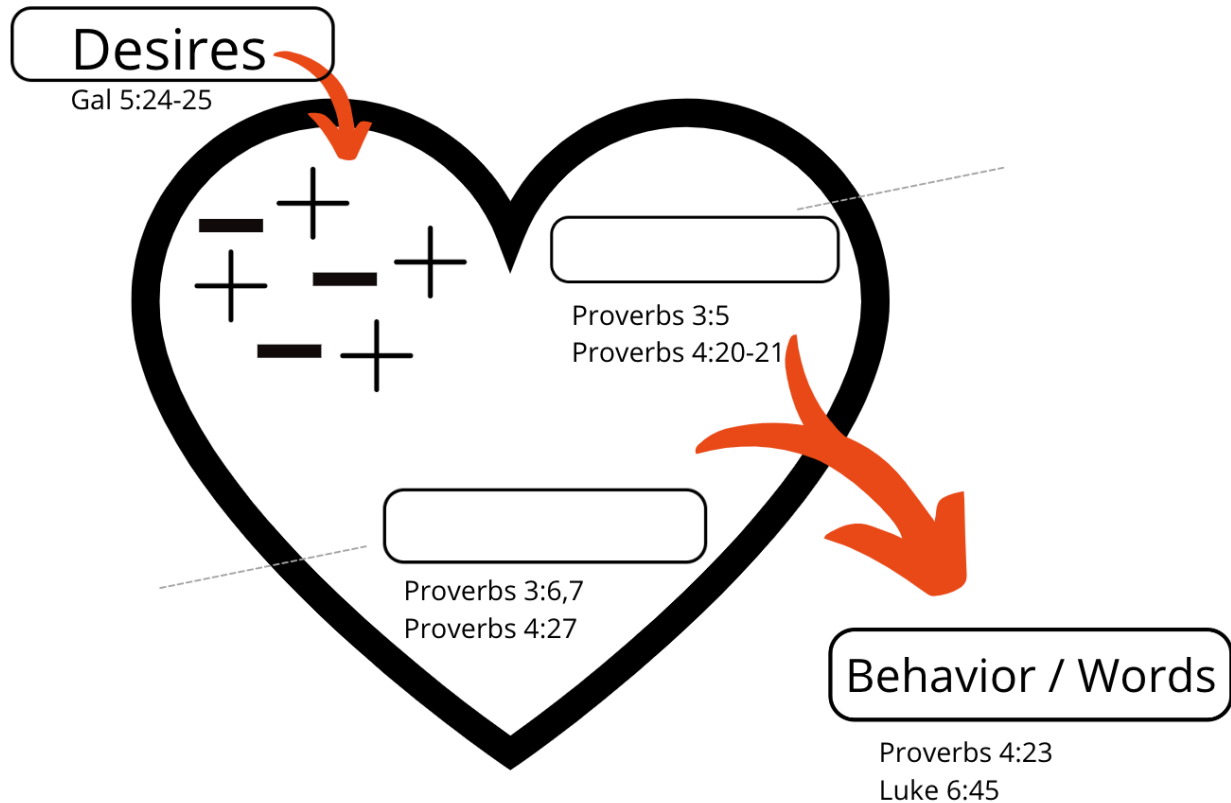 Desires
Gal 5:24-25
Proverbs 3:5
Proverbs 4:20-21
Proverbs 3:6,7
Proverbs 4:27
Behavior / Words
Proverbs 4:23
Luke 6:45